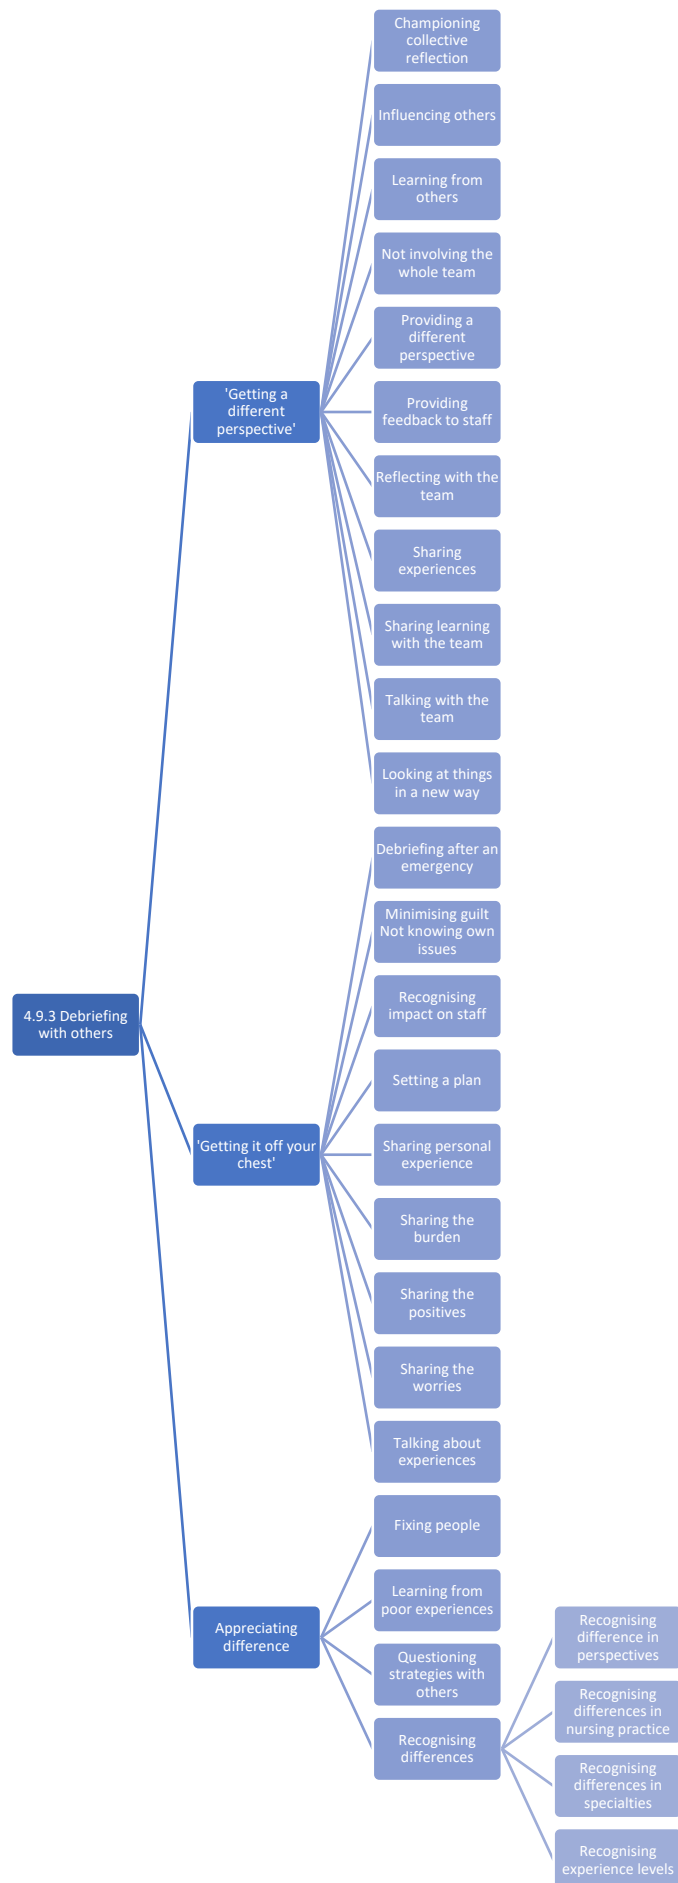 Championing
collective
reflection
Influencing others
Learning from
others
Not involving the
whole team
Providing a
different
perspective
'Getting a
different
perspective'
Providing
feedback to staff
Reflecting with the
team
Sharing
experiences
Sharing learning
with the team
Talking with the
team
Looking at things
in a new way
4.9.3 Debriefing
with others
Debriefing after an
emergency
Minimising guilt
Not knowing own
issues
Recognising
impact on staff
Setting a plan
'Getting it off your
chest'
Sharing personal
experience
Sharing the
burden
Sharing the
positives
Sharing the
worries
Talking about
experiences
Appreciating
difference
Fixing people
Learning from
poor experiences
Questioning
strategies with
others
Recognising
differences
Recognising
difference in
perspectives
Recognising
differences in
nursing practice
Recognising
differences in
specialties
Recognising
experience levels